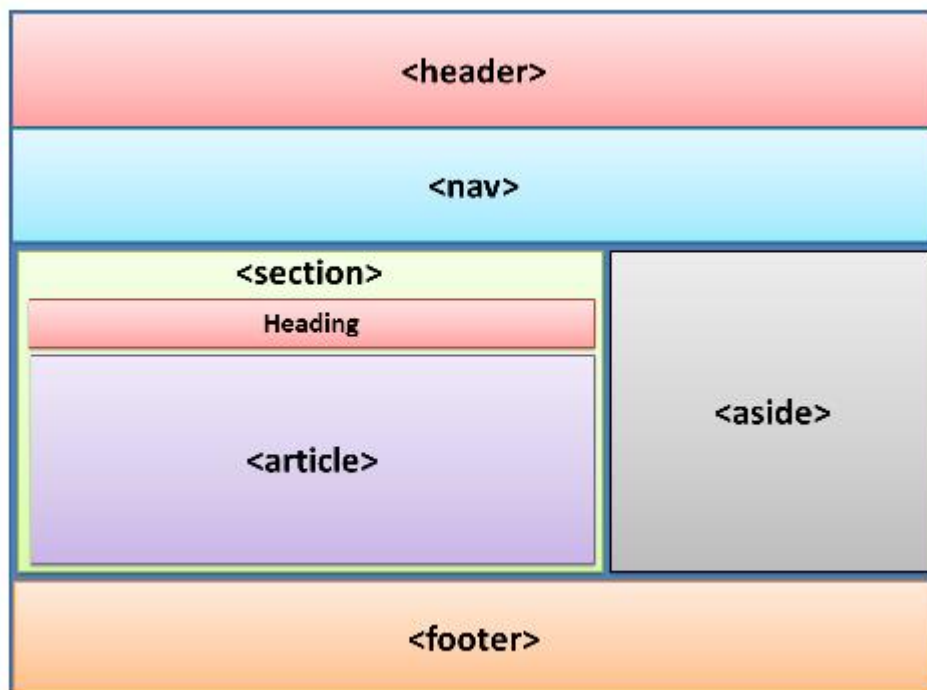 <header>
<nav>
<section>
Heading
<article>
<aside>
<footer>